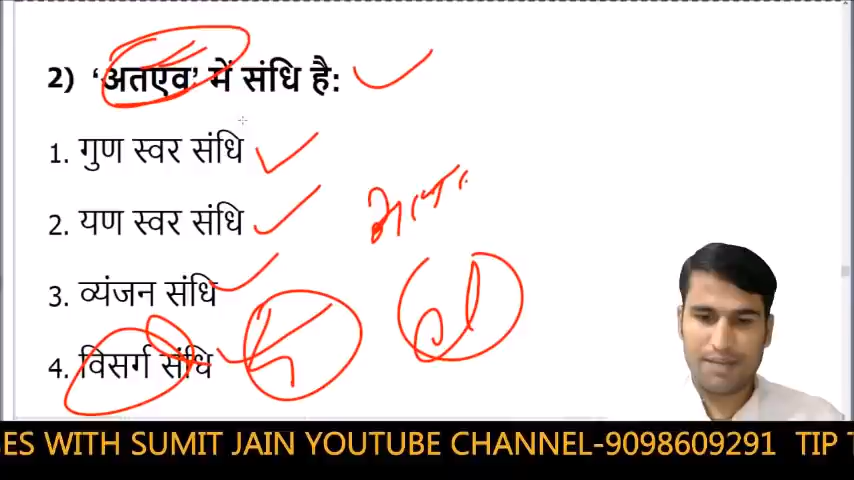 2) ‘अतएव’ में संधि है:
1. गुण स्वर संधि
2. यण स्वर संधि
3. व्यंजन संधि
4. विसर्ग संधि
ES WITH SUMIT JAIN YOUTUBE CHANNEL-9098609291 TIP T